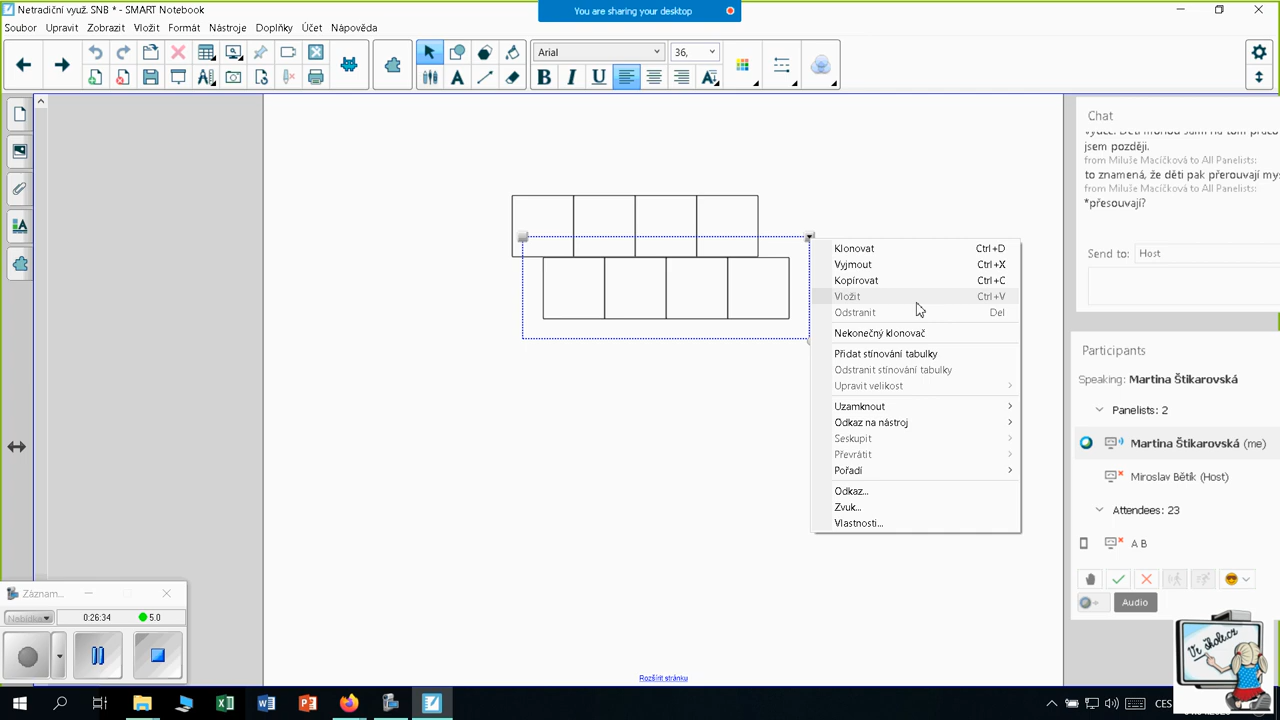 Netradiční využ. SNB * - SMART Notebook
You are sharing your desktop
Soubor Upravit Zobrazit Vložit Formát Nástroje Doplňky Účet Nápověda
Arial
36,
B I U
Chat
jsem později.
from Miluše Macíčková to All Panelists:
to znamená, že děti pak přerouvají my
from Miluše Macíčková to All Panelists:
*přesouvají?
Send to: Host
Klonovat Ctrl+D
Vyjmout Ctrl+X
Kopírovat Ctrl+C
Vložit Ctrl+V
Odstranit Del
Nekonečný klonovač
Přidat stínování tabulky
Odstranit stínování tabulky
Upravit velikost
Uzamknout
Odkaz na nástroj
Seskupit
Převrátit
Pořadí
Odkaz...
Zvuk...
Vlastnosti...
Participants
Speaking: Martina Štikarovská
Panelists: 2
Martina Štikarovská (me)
Miroslav Bětík (Host)
Attendees: 23
A B
Audio
Záznam...
Nabídka
0:26:34
5.0
Rozšířit stránku
Ve škole.cz
CES